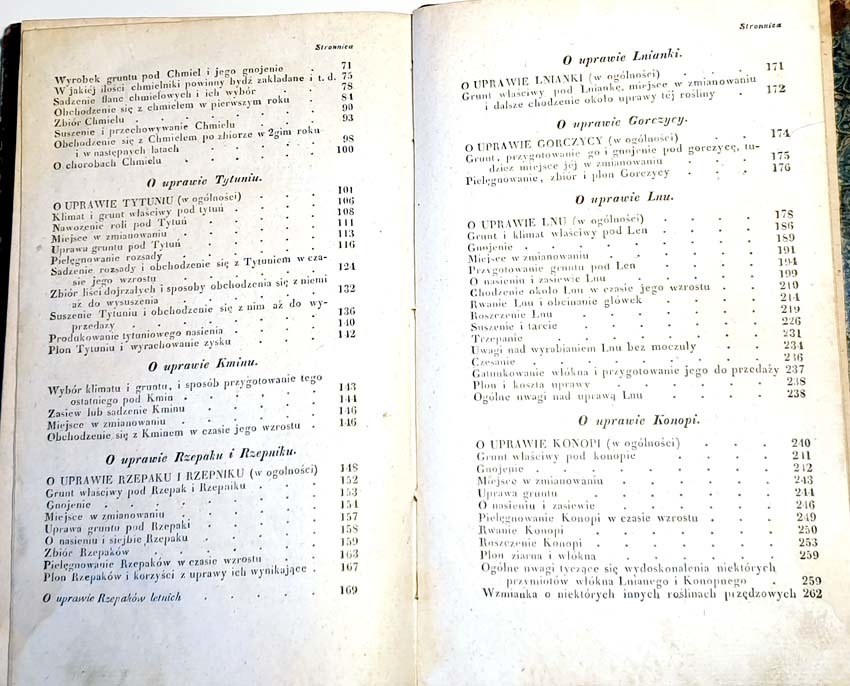 Stronnica
Wyrobek gruntu pod Chmiel i jego gnojenie . 71
W jakiéj ilości chmielniki powinny bydź zakładane i t. d. 75
Sadzenie flanc chmielowych i ich wybór . . 78
Obchodzenie się z chmielem w pierwszym roku . 84
Zbiór Chmielu . . . . . 90
Suszenie i przechowywanie Chmielu . . 93
Obchodzenie się z Chmielem po zbiorze w 2gim roku
i w następnych latach . . . . 98
O chorobach Chmielu . . . . . 100
O uprawie Tytuniu.
O UPRAWIE TYTUNIU (w ogólności) . . . 101
Klimat i grunt właściwy pod tytuń . . . 106
Nawożenie roli pod Tytuń . . . . 108
Miejsce w zmianowaniu . . . . 111
Uprawa gruntu pod Tytuń . . . . 113
Pielęgnowanie rozsady . . . . 116
Sadzenie rozsady i obchodzenie się z Tytuniem w cza-
sie jego wzrostu . . . . . 124
Zbiór liści dojrzałych i sposoby obchodzenia się z niemi
aż do wysuszenia . . . . . 132
Suszenie Tytuniu i obchodzenie się z nim aż do wy-
przedaży . . . . . . 136
Produkowanie tytuniowego nasienia . . . 140
Plon Tytuniu i wyrachowanie zysku . . . 142
O uprawie Kminu.
Wybór klimatu i gruntu, i sposób przygotowanie tego
ostatniego pod Kmin . . . . . 143
Zasiew lub sadzenie Kminu . . . . 144
Miejsce w zmianowaniu . . . . 146
Obchodzenie się z Kminem w czasie jego wzrostu . 146
O uprawie Rzepaku i Rzepniku.
O UPRAWIE RZEPAKU I RZEPNIKU (w ogolności) 148
Grunt właściwy pod Rzepak i Rzepniku . . . 152
Gnojenie . . . . . . 153
Miejsce w zmianowaniu . . . . 154
Uprawa gruntu pod Rzepaki . . . . 157
O nasieniu i siejbie Rzepaku . . . . 158
Zbiór Rzepaków . . . . . 159
Pielęgnowanie Rzepaków w czasie wzrostu . . 163
Plon Rzepaków i korzyści z uprawy ich wynikające . 167
O uprawie Rzepaków letnich . . . . 169
Stronnica
O uprawie Lnianki.
O UPRAWIE LNIANKI (w ogólności) . . . 171
Grunt właściwy pod Lniankę, miejsce w zmianowaniu
i dalsze chodzenie około uprawy tej rośliny . . 172
O uprawie Gorczycy.
O UPRAWIE GORCZYCY (w ogólności) . . . 174
Grunt, przygotowanie go i gnojenie pod gorczycę, tu-
dzież miejsce jéj w zmianowaniu . . . 175
Pielęgnowanie, zbiór i plon Gorczycy . . . 176
O uprawie Lnu.
O UPRAWIE LNU (w ogólności) . . . 178
Grunt i klimat właściwy pod Len . . . 186
Gnojenie . . . . . . 189
Miejsce w zmianowaniu . . . . 191
Przygotowanie gruntu pod Len . . . 194
O nasieniu i zasiewie Lnu . . . . 199
Chodzenie około Lnu w czasie jego wzrostu . . 210
Rwanie Lnu i obcinanie główek . . . 214
Roszczenie Lnu . . . . . 219
Suszenie i tarcie . . . . . 226
Trzepanie . . . . . . 231
Uwagi nad wyrabianiem Lnu bez moczuły . . 234
Czesanie . . . . . . 236
Gatunkowanie włókna i przygotowanie jego do przedaży 237
Plon i koszta uprawy . . . . . 238
Ogólne uwagi nad uprawą Lnu . . . 238
O uprawie Konopi.
O UPRAWIE KONOPI (w ogólności) . . . 240
Grunt właściwy pod konopie . . . . 241
Gnojenie . . . . . . 242
Miejsce w zmianowaniu . . . . 243
Uprawa gruntu . . . . . 244
O nasieniu i zasiewie . . . . . 246
Pielęgnowanie Konopi w czasie wzrostu . . . 249
Rwanie Konopi . . . . . 250
Roszczenie Konopi . . . . . 253
Plon ziarna i włókna . . . . . 259
Ogólne uwagi tyczące się wydoskonalenia niektórych
przymiotów włókna Lnianego i Konopnego . 259
Wzmianka o niektórych innych roślinach przędzowych 262